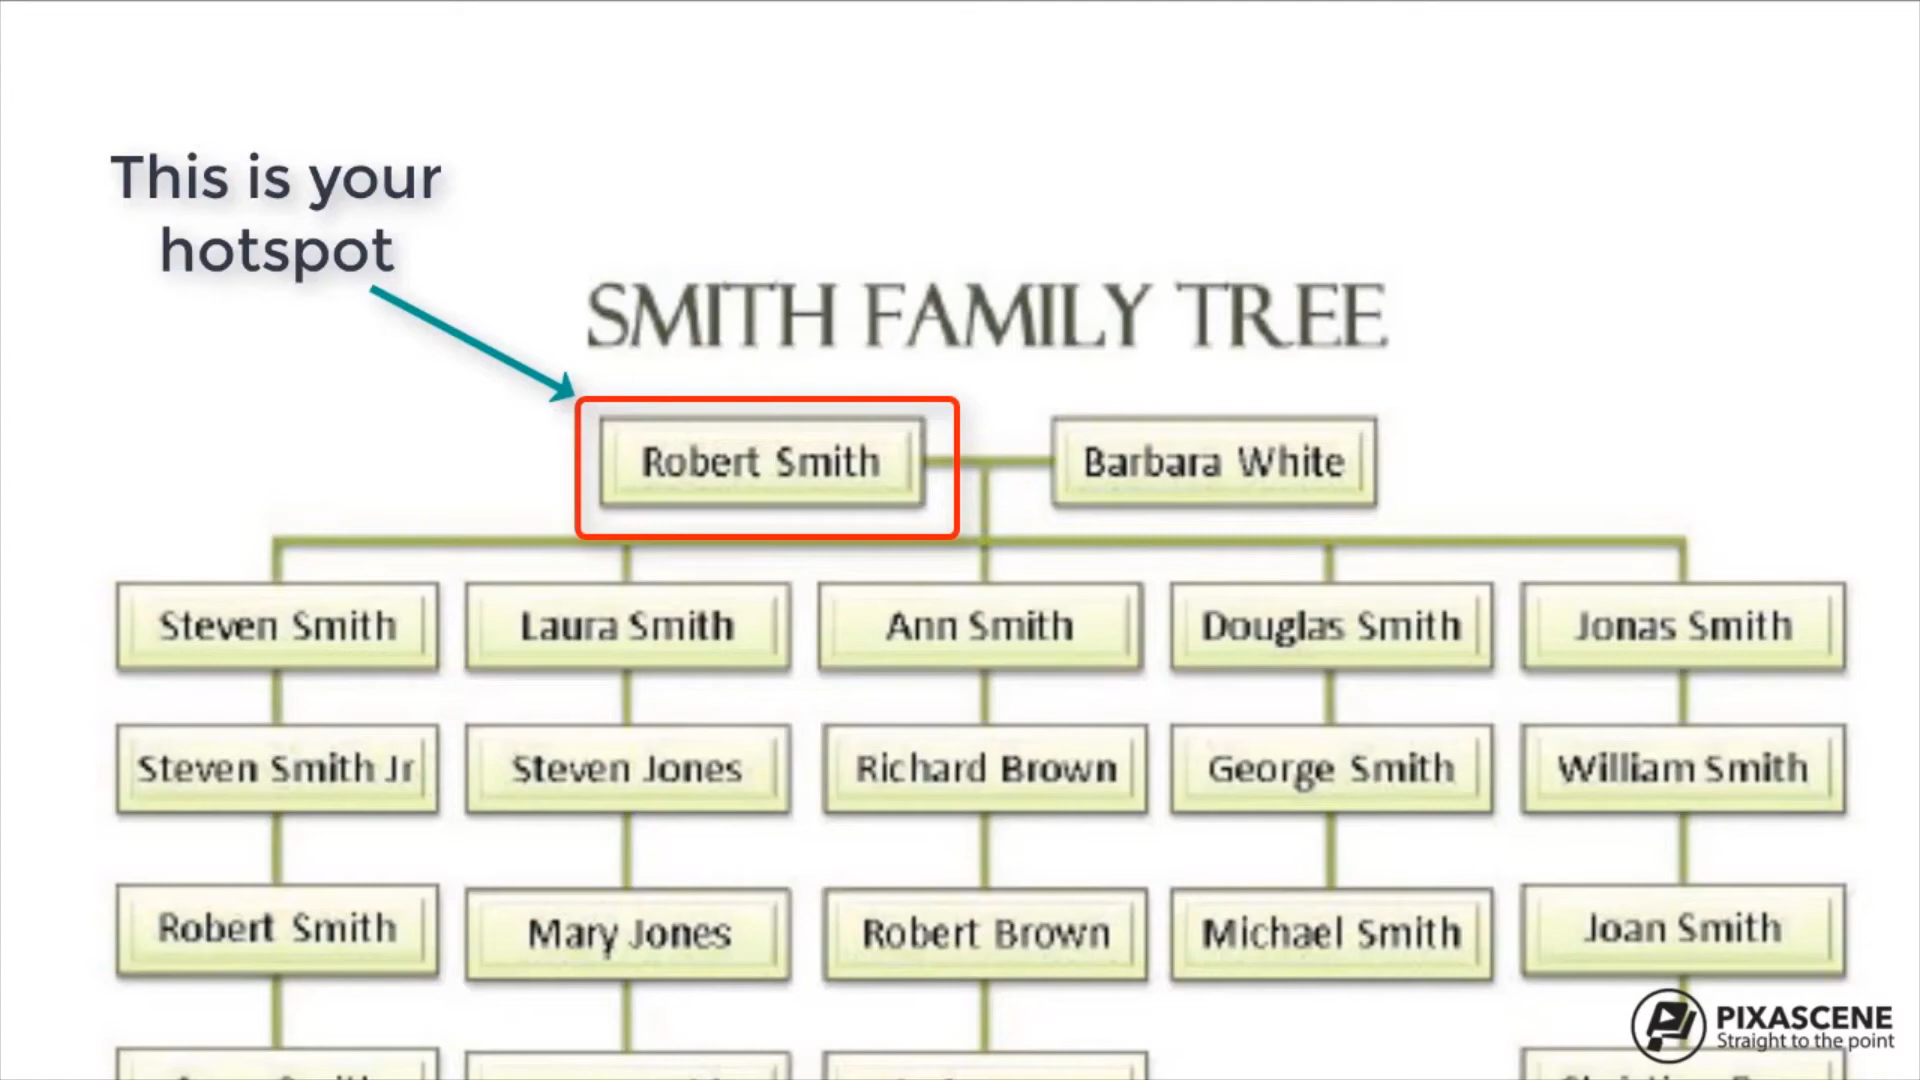 This is your
hotspot
SMITH FAMILY TREE
Robert Smith
Barbara White
Steven Smith
Laura Smith
Ann Smith
Douglas Smith
Jonas Smith
Steven Smith Jr
Steven Jones
Richard Brown
George Smith
William Smith
Robert Smith
Mary Jones
Robert Brown
Michael Smith
Joan Smith
PIXASCENE
Straight to the point